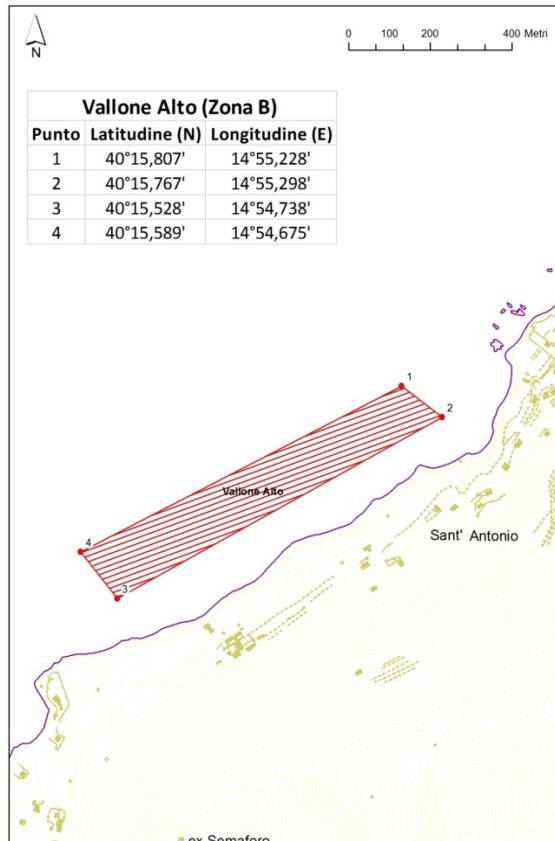 N
0 100 200 400 Metri
Vallone Alto (Zona B)
Punto Latitudine (N) Longitudine (E)
1 40°15,807' 14°55,228'
2 40°15,767' 14°55,298'
3 40°15,528' 14°54,738'
4 40°15,589' 14°54,675'
1
2
Vallone Alto
Sant' Antonio
4
3
ex Semaforo